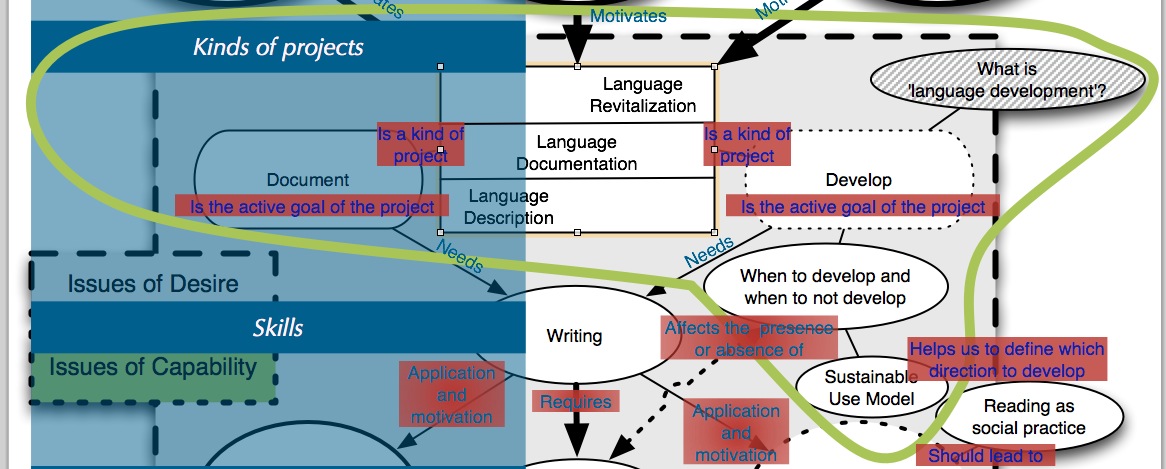 ates
Motivates
Mot
Kinds of projects
What is
'language development'?
Language
Revitalization
Is a kind of
project
Language
Documentation
Is a kind of
project
Document
Develop
Is the active goal of the project
Language
Description
Is the active goal of the project
Needs
Needs
Issues of Desire
When to develop and
when to not develop
Skills
Writing
Affects the presence
or absence of
Issues of Capability
Helps us to define which
direction to develop
Application
and
motivation
Requires
Sustainable
Use Model
Application
and
motivation
Reading as
social practice
Should lead to